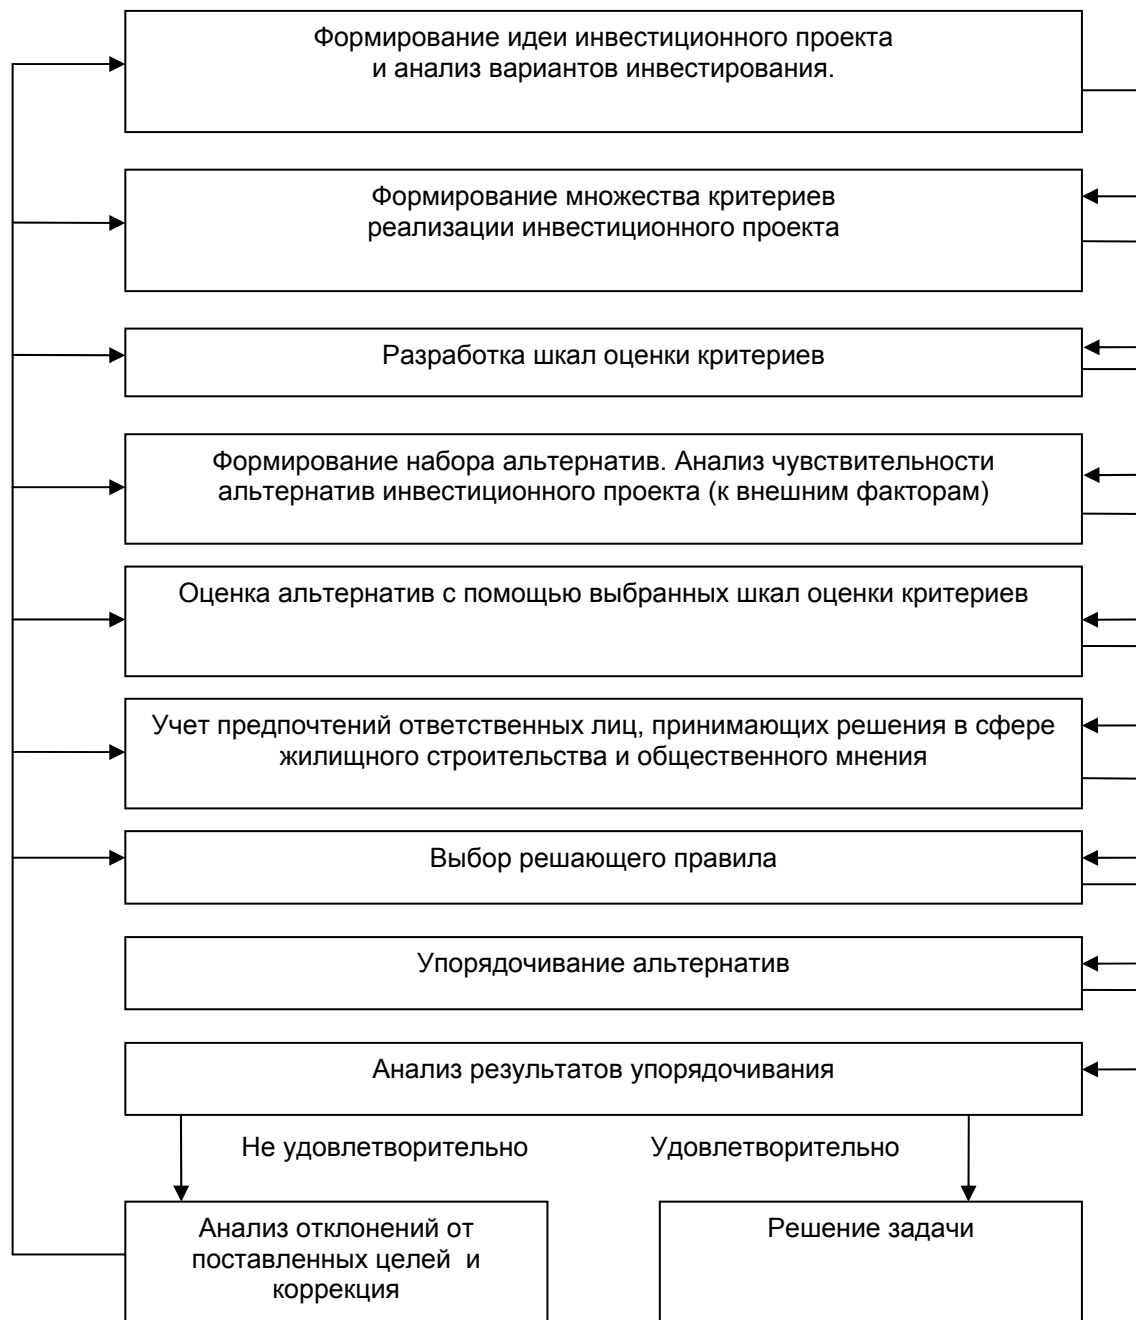 Формирование идеи инвестиционного проекта
и анализ вариантов инвестирования.
Формирование множества критериев
реализации инвестиционного проекта
Разработка шкал оценки критериев
Формирование набора альтернатив. Анализ чувствительности
альтернатив инвестиционного проекта (к внешним факторам)
Оценка альтернатив с помощью выбранных шкал оценки критериев
Учет предпочтений ответственных лиц, принимающих решения в сфере
жилищного строительства и общественного мнения
Выбор решающего правила
Упорядочивание альтернатив
Анализ результатов упорядочивания
Не удовлетворительно
Удовлетворительно
Анализ отклонений от
поставленных целей и
коррекция
Решение задачи